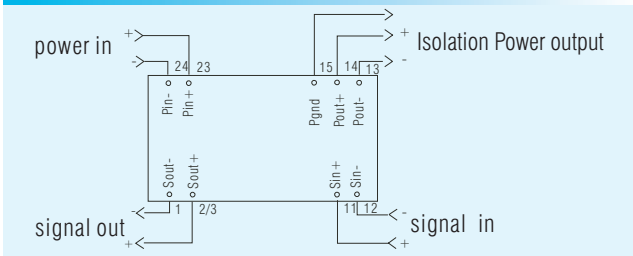 power in + Isolation Power output +
- -
24 23 15 14 13
Pin- Pin+ Pgnd Pout+ Pout-
Sout- Sout+ Sin+ Sin-
1 2/3 11 12
signal out - signal in -
+ +